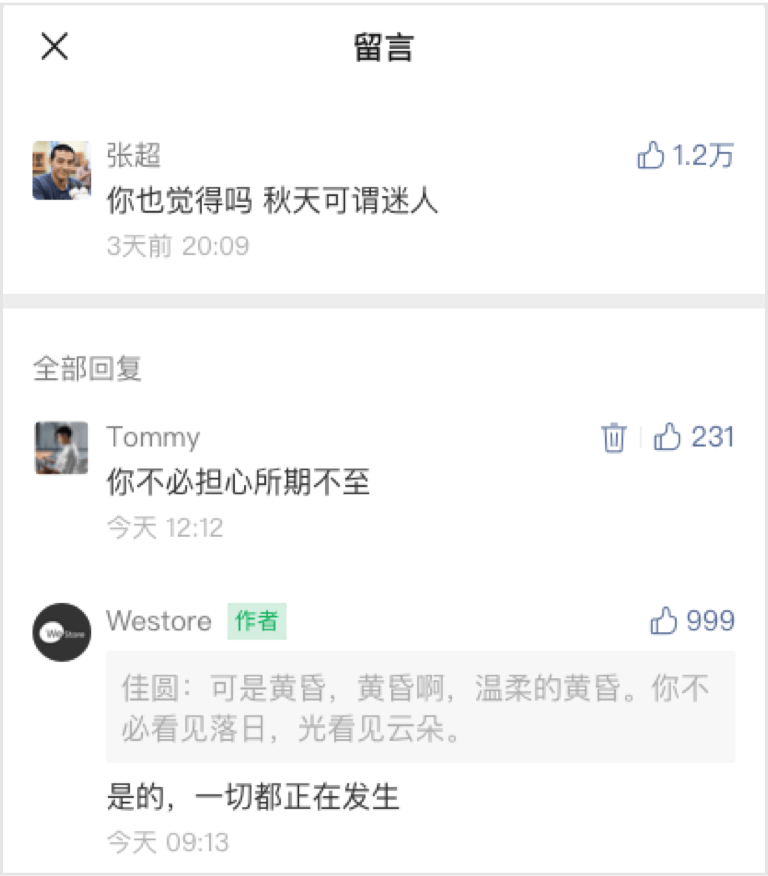 留言
张超
1.2万
你也觉得吗 秋天可谓迷人
3天前 20:09
全部回复
Tommy
231
你不必担心所期不至
今天 12:12
WeStore
Westore 作者
999
佳圆：可是黄昏，黄昏啊，温柔的黄昏。你不
必看见落日，光看见云朵。
是的，一切都正在发生
今天 09:13